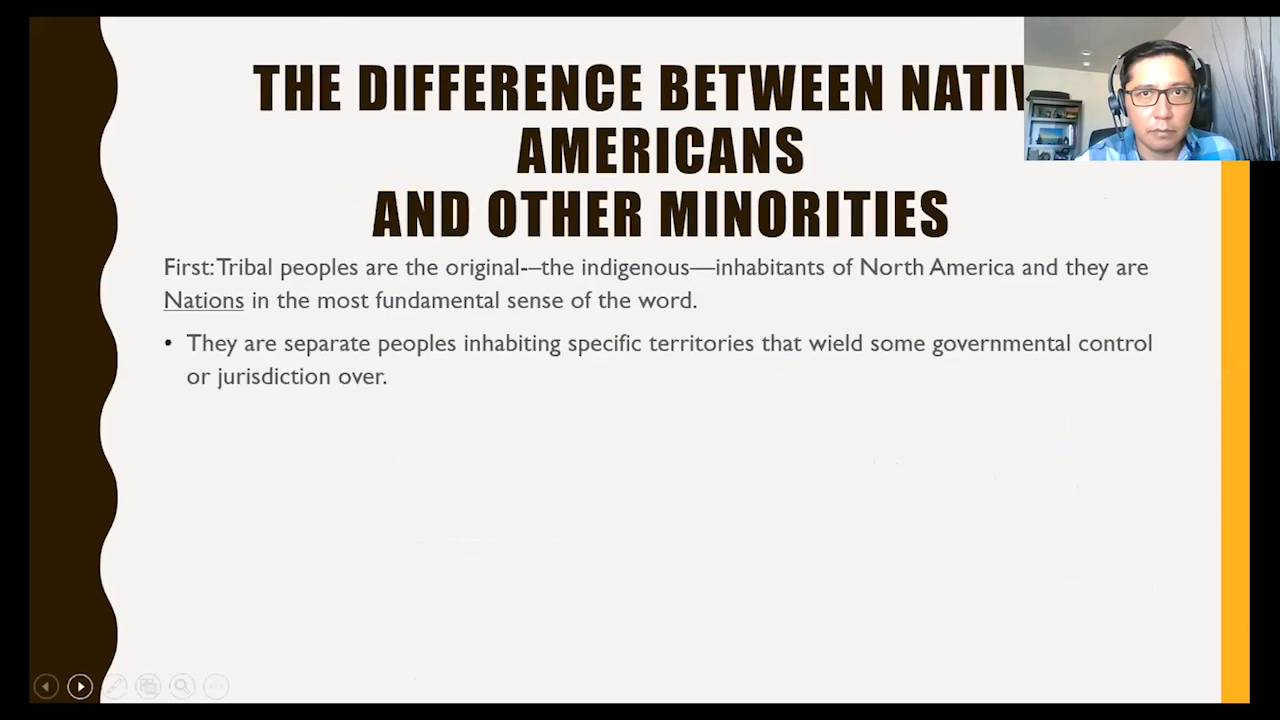 THE DIFFERENCE BETWEEN NATIV
AMERICANS
AND OTHER MINORITIES
First: Tribal peoples are the original-–the indigenous—inhabitants of North America and they are
Nations in the most fundamental sense of the word.
• They are separate peoples inhabiting specific territories that wield some governmental control
or jurisdiction over.